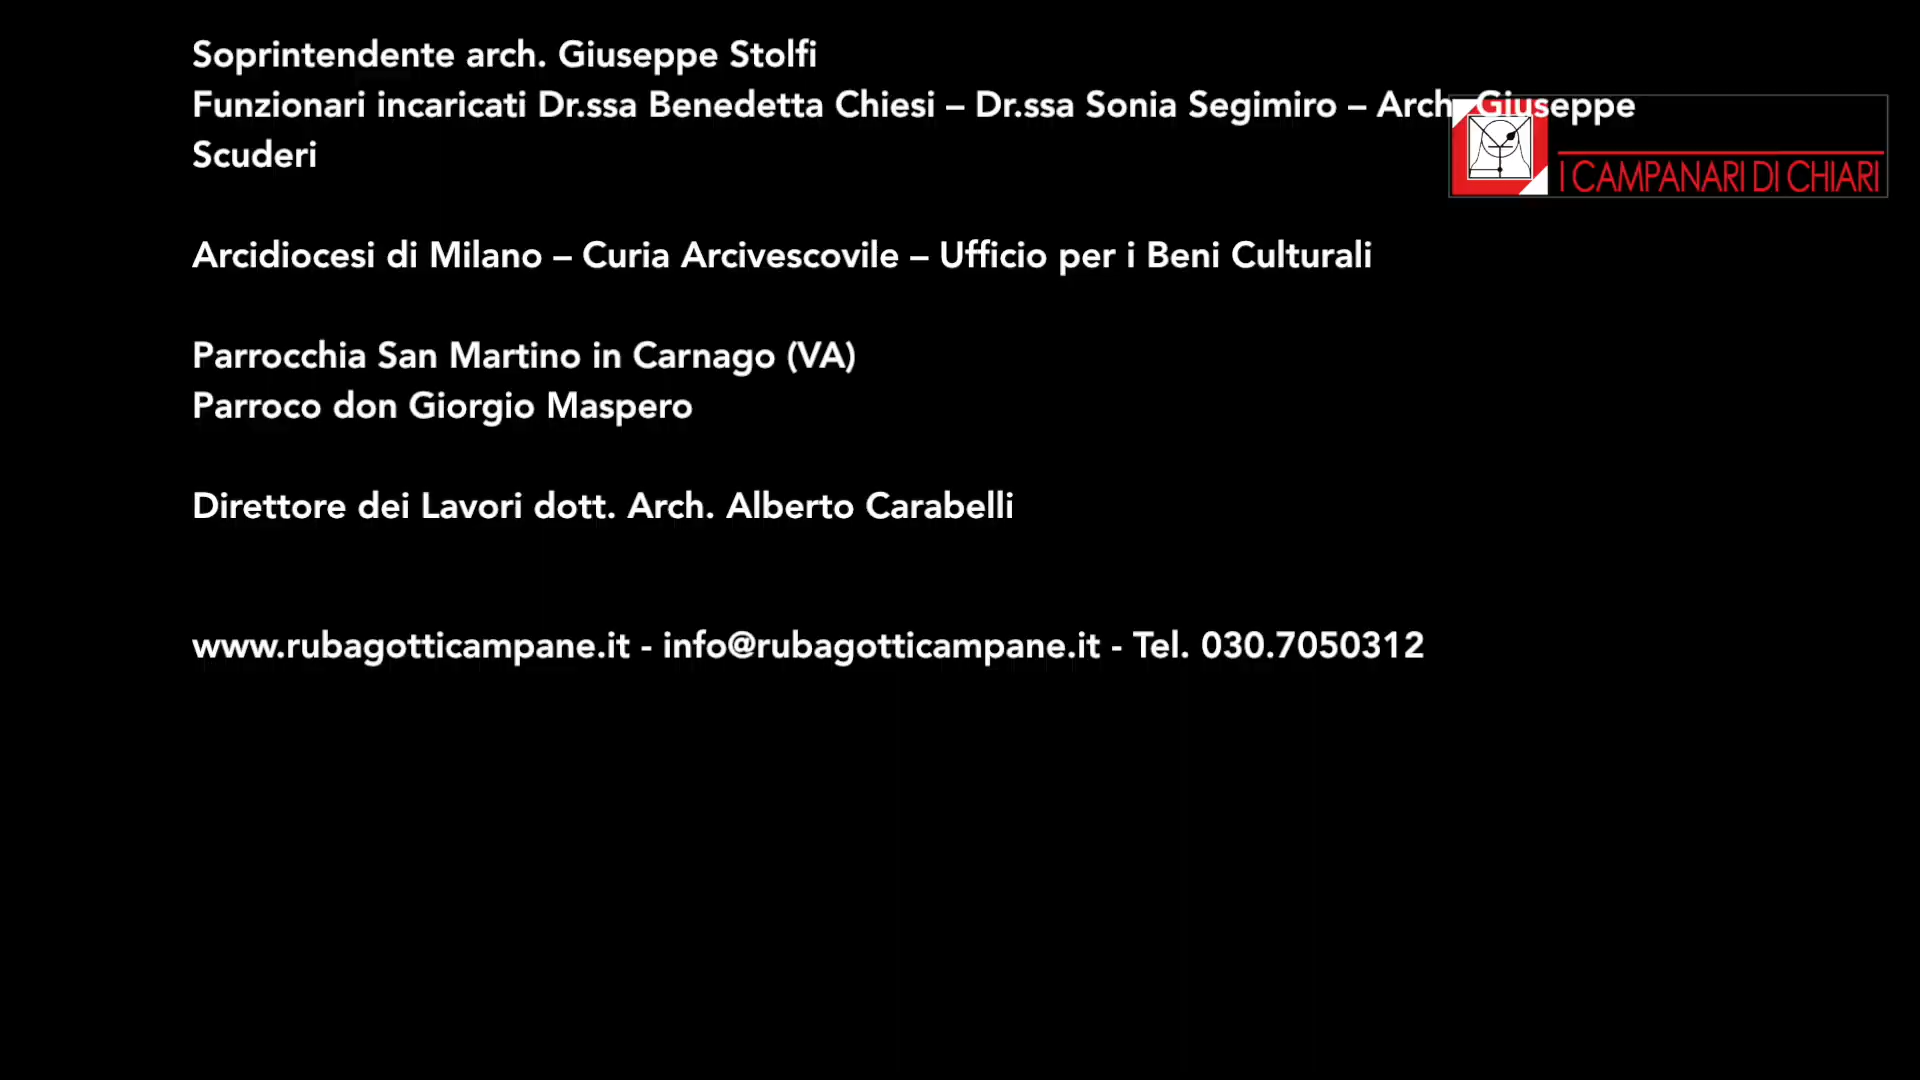 Soprintendente arch. Giuseppe Stolfi
Funzionari incaricati Dr.ssa Benedetta Chiesi – Dr.ssa Sonia Segimiro – Arch. Giuseppe
Scuderi
I CAMPANARI DI CHIARI
Arcidiocesi di Milano – Curia Arcivescovile – Ufficio per i Beni Culturali
Parrocchia San Martino in Carnago (VA)
Parroco don Giorgio Maspero
Direttore dei Lavori dott. Arch. Alberto Carabelli
www.rubagotticampane.it - info@rubagotticampane.it - Tel. 030.7050312